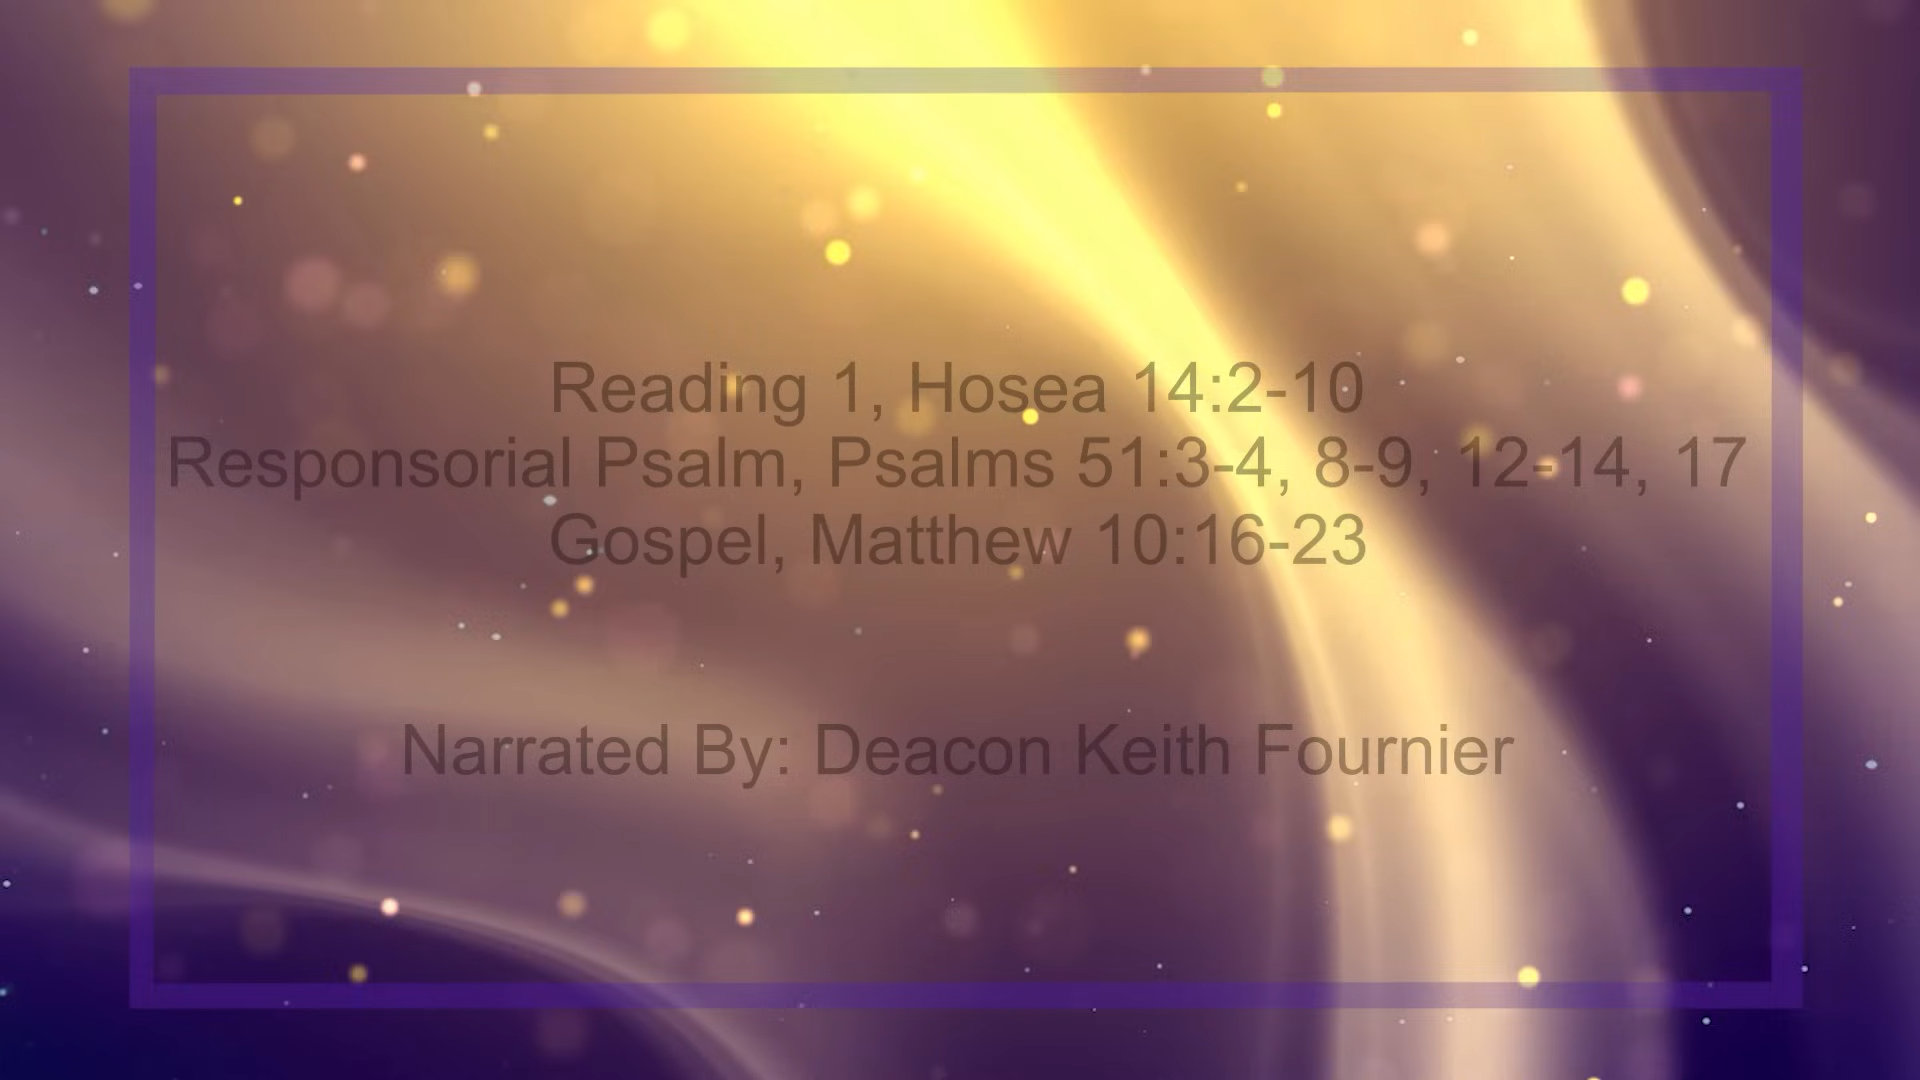 Reading 1, Hosea 14:2-10
Responsorial Psalm, Psalms 51:3-4, 8-9, 12-14, 17
Gospel, Matthew 10:16-23
Narrated By: Deacon Keith Fournier